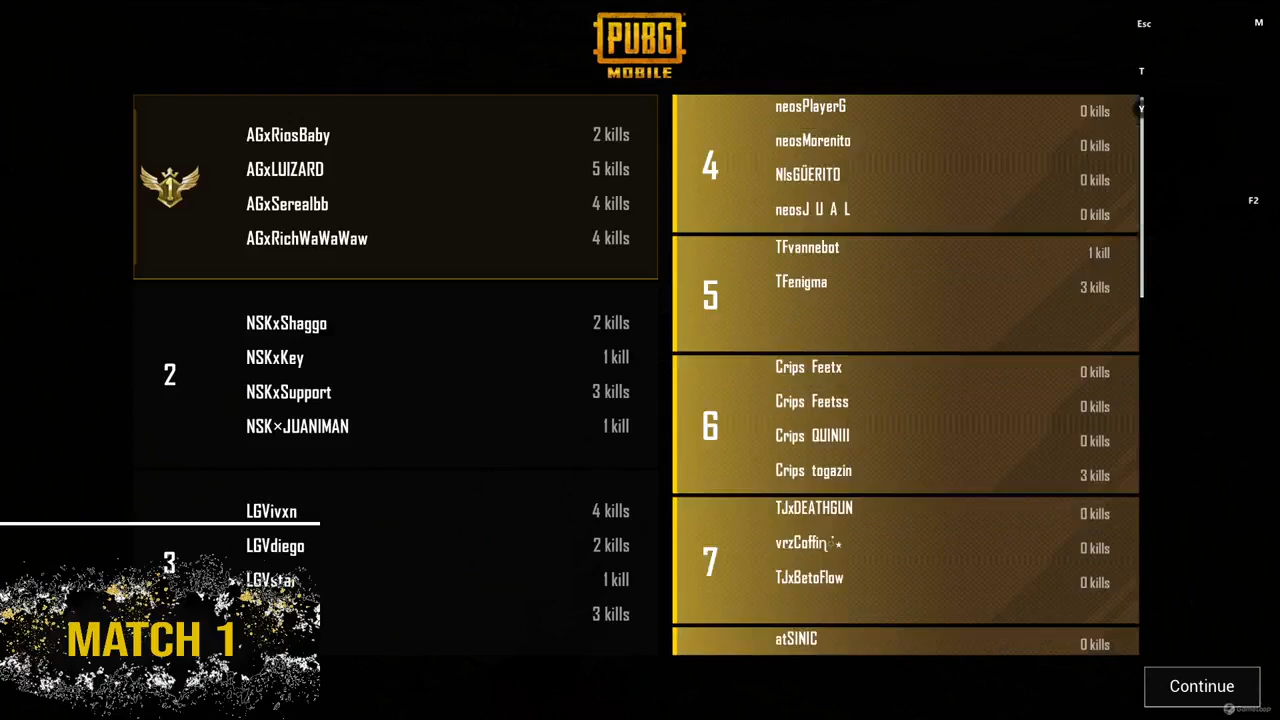 PUBG
MOBILE
Esc
M
T
Y
F2
1
AGxRiosBaby 2 kills
AGxLUIZARD 5 kills
AGxSerealbb 4 kills
AGxRichWaWaWaw 4 kills
2
NSKxShaggo 2 kills
NSKxKey 1 kill
NSKxSupport 3 kills
NSK×JUANIMAN 1 kill
3
LGVivxn 4 kills
LGVdiego 2 kills
LGVstar 1 kill
3 kills
4
neosPlayerG 0 kills
neosMorenito 0 kills
NIsGÜERITO 0 kills
neosJ U A L 0 kills
5
TFvannebot 1 kill
TFenigma 3 kills
6
Crips Feetx 0 kills
Crips Feetss 0 kills
Crips QUINIII 0 kills
Crips togazin 3 kills
7
TJxDEATHGUN 0 kills
0 kills
TJxBetoFlow 0 kills
atSINIC 0 kills
MATCH 1
Continue
GameLoop